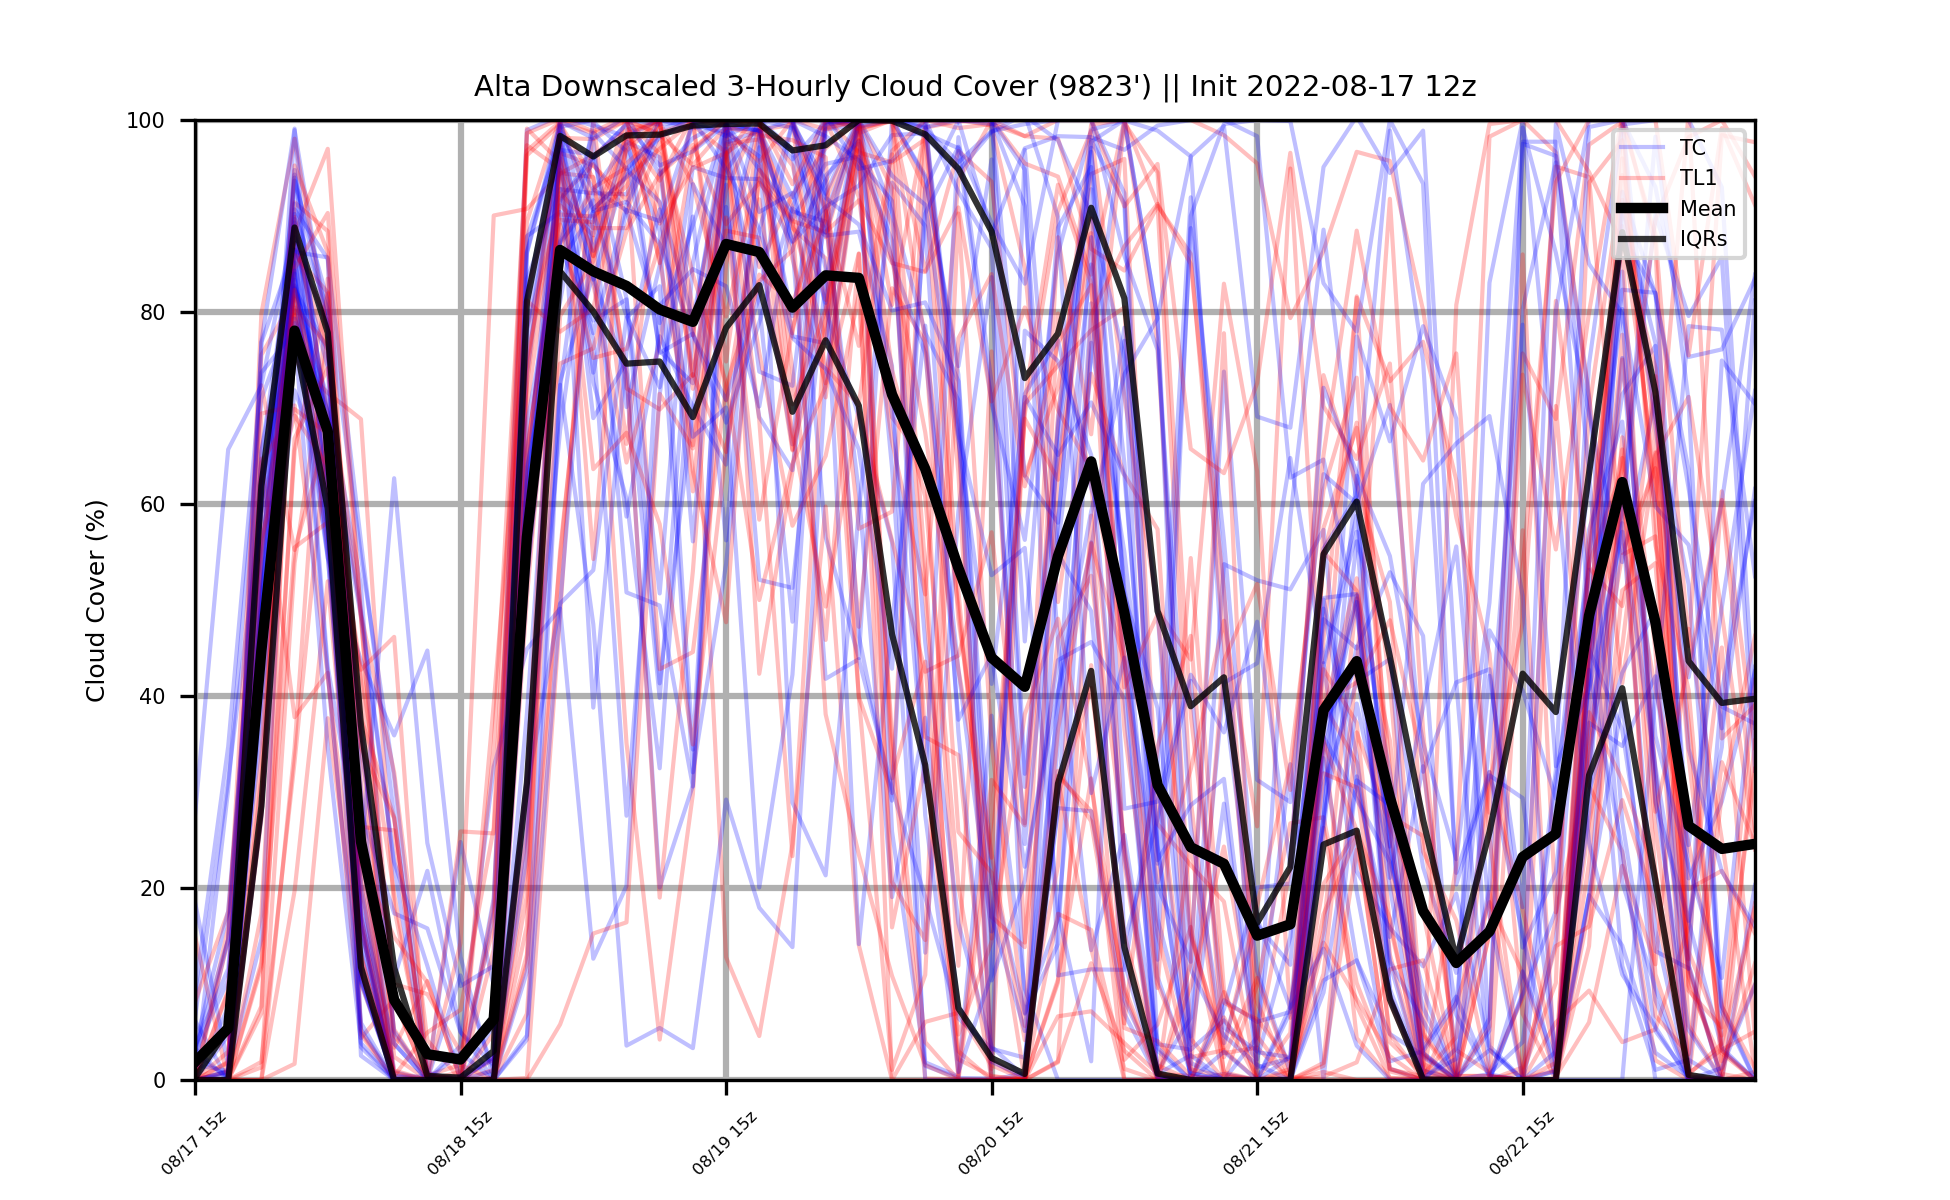 Alta Downscaled 3-Hourly Cloud Cover (9823') || Init 2022-08-17 12z
TC
TL1
Mean
IQRs
Cloud Cover (%)
100
80
60
40
20
0
08/17 15z
08/18 15z
08/19 15z
08/20 15z
08/21 15z
08/22 15z